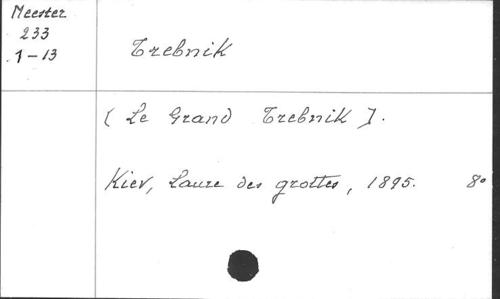 Meester
233
1-13
Trebnik
[Le Grand Trebnik].
Kiev, Laure des grottes, 1895. 8°